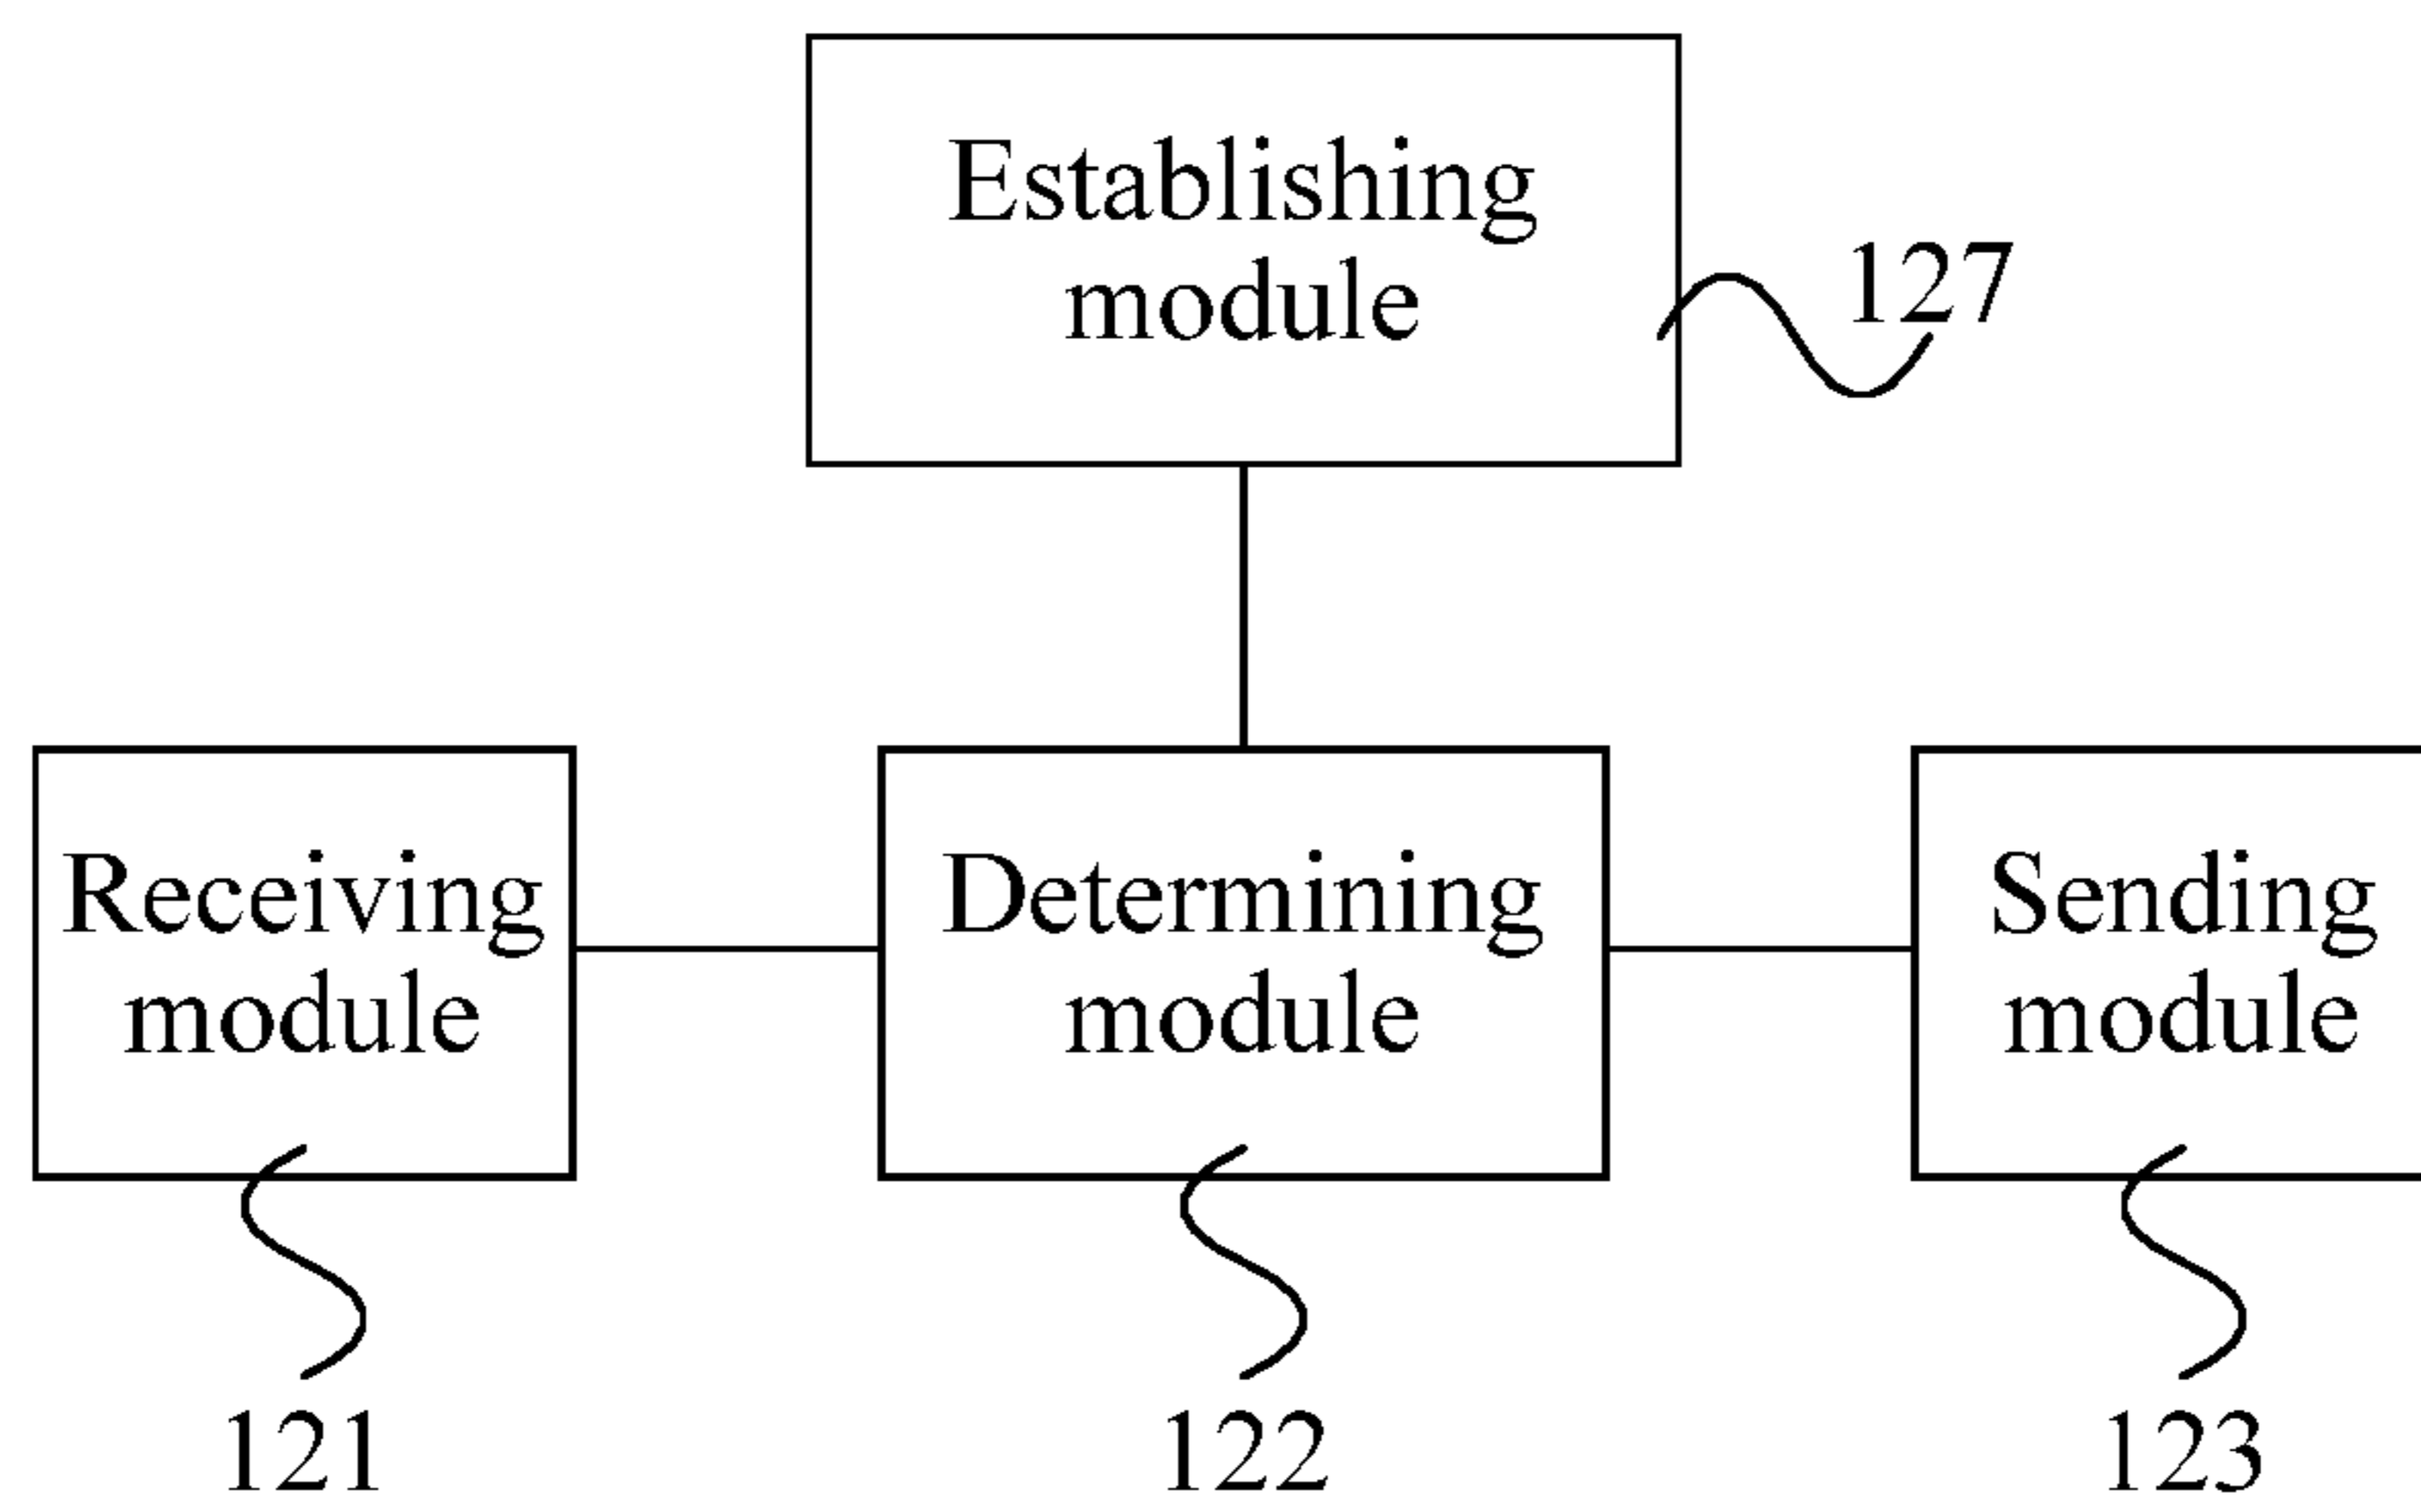 Establishing
module
127
Receiving
module
Determining
module
Sending
module
121
122
123